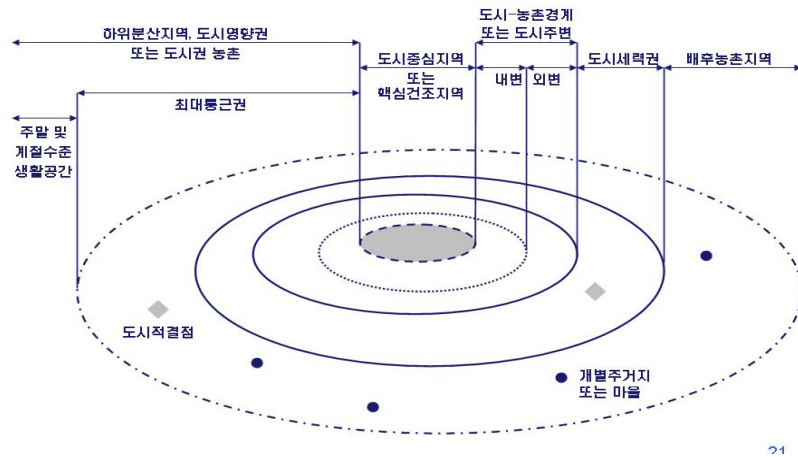 하위분산지역, 도시영향권
또는 도시권 농촌
도시-농촌경계
또는 도시주변
도시중심지역
또는
핵심건조지역
내변 외변
도시세력권
배후농촌지역
최대통근권
주말 및
계절수준
생활공간
도시적결점
개별주거지
또는 마을
21